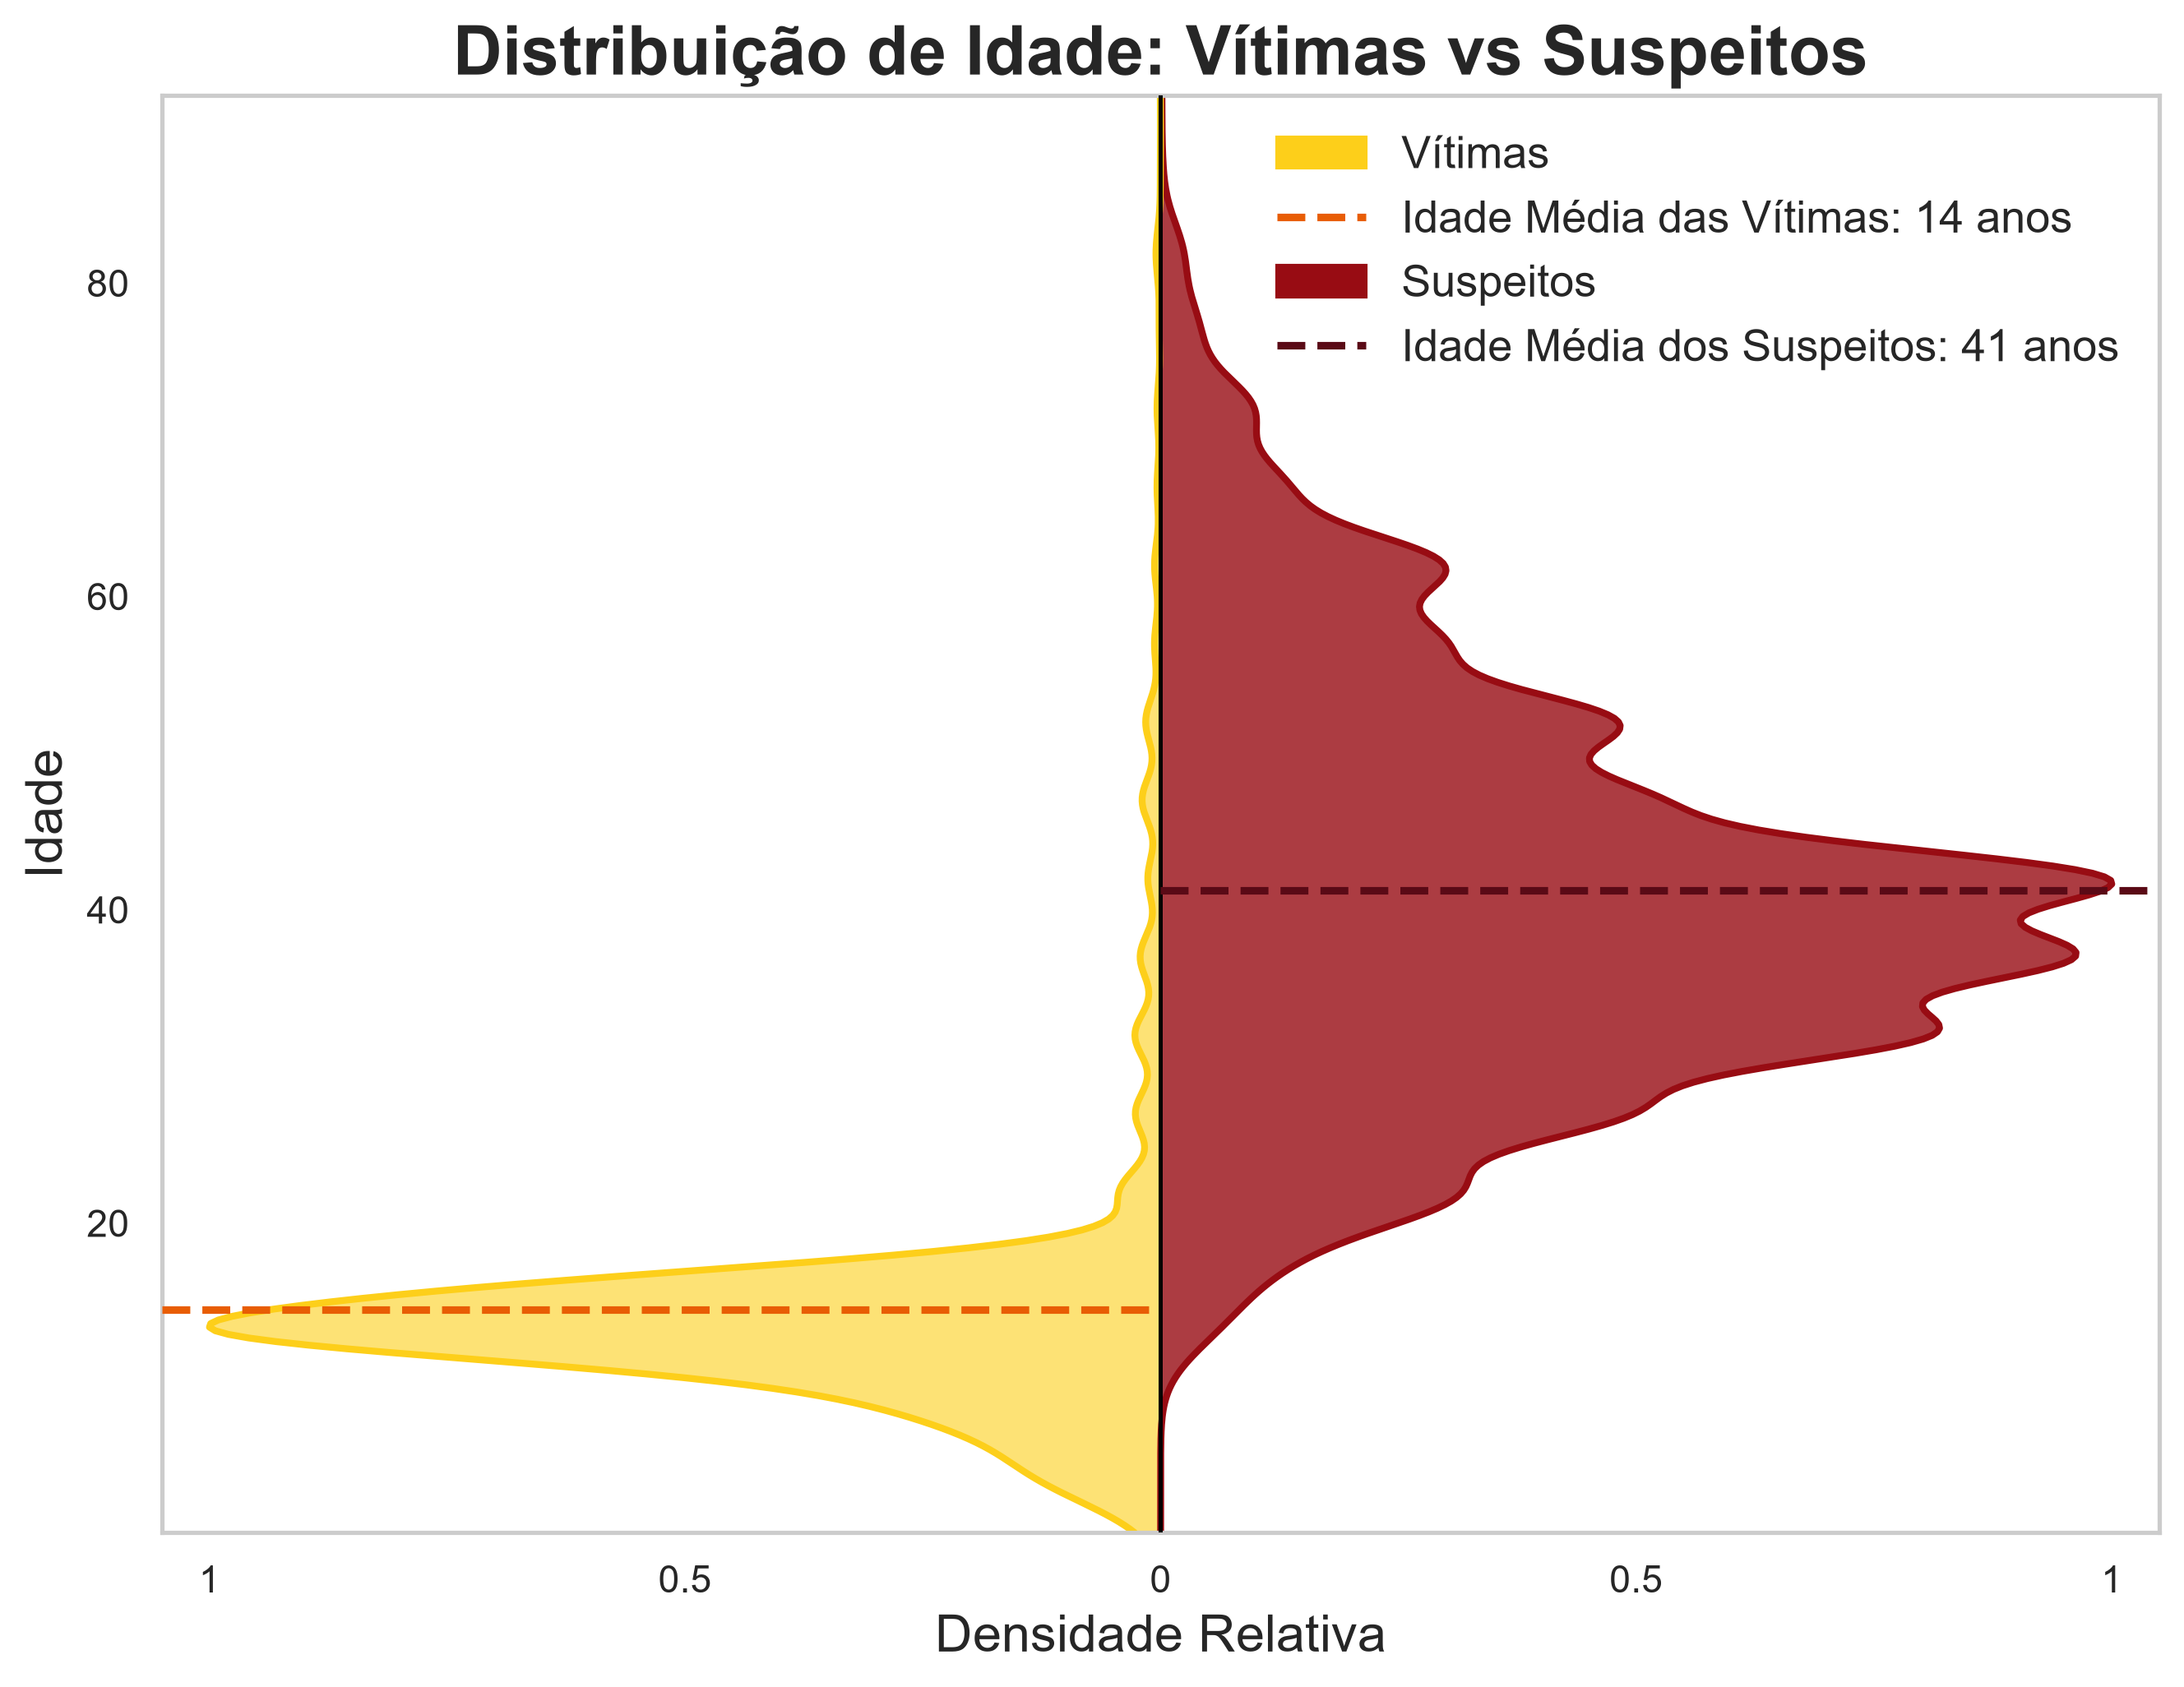 Distribuição de Idade: Vítimas vs Suspeitos
Vítimas
Idade Média das Vítimas: 14 anos
Suspeitos
Idade Média dos Suspeitos: 41 anos
80
60
40
20
Idade
1
0.5
0
0.5
1
Densidade Relativa